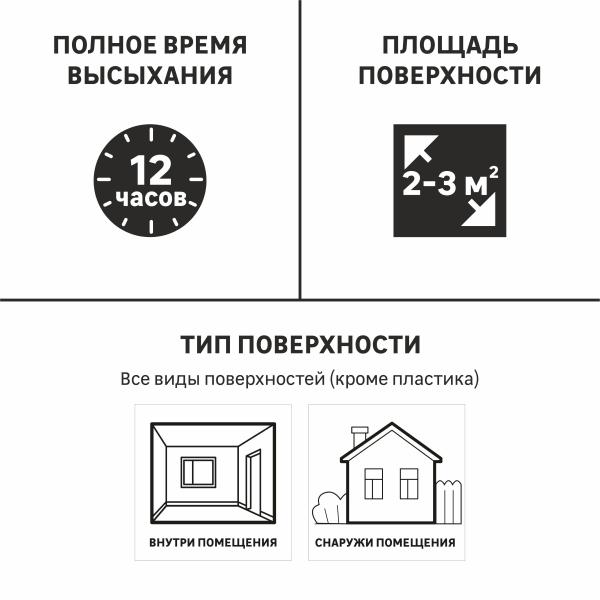 ПОЛНОЕ ВРЕМЯ
ВЫСЫХАНИЯ
12
часов
ПЛОЩАДЬ
ПОВЕРХНОСТИ
2-3 м²
ТИП ПОВЕРХНОСТИ
Все виды поверхностей (кроме пластика)
ВНУТРИ ПОМЕЩЕНИЯ
СНАРУЖИ ПОМЕЩЕНИЯ